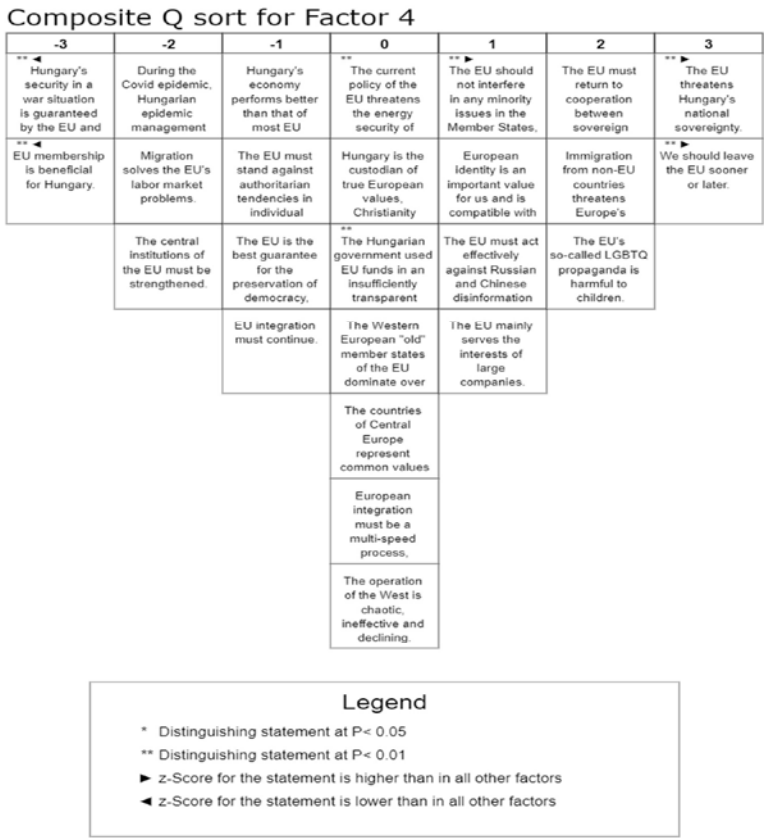 Composite Q sort for Factor 4
-3
-2
-1
0
1
2
3
** ◄
Hungary's
security in a
war situation
is guaranteed
by the EU and
During the
Covid epidemic,
Hungarian
epidemic
management
Hungary's
economy
performs better
than that of
most EU
**
The current
policy of the
EU threatens
the energy
security of
** ►
The EU should
not interfere
in any minority
issues in the
Member States,
The EU must
return to
cooperation
between
sovereign
** ►
The EU
threatens
Hungary's
national
sovereignty.
** ◄
EU membership
is beneficial
for Hungary.
Migration
solves the EU's
labor market
problems.
The EU must
stand against
authoritarian
tendencies in
individual
Hungary is the
custodian of
true European
values,
Christianity
European
identity is an
important value
for us and is
compatible with
Immigration
from non-EU
countries
threatens
Europe's
** ►
We should leave
the EU sooner
or later.
The central
institutions of
the EU must be
strengthened.
The EU is the
best guarantee
for the
preservation of
democracy,
**
The Hungarian
government used
EU funds in an
insufficiently
transparent
The EU must act
effectively
against Russian
and Chinese
disinformation
The EU's
so-called LGBTQ
propaganda is
harmful to
children.
EU integration
must continue.
The Western
European "old"
member states
of the EU
dominate over
The EU mainly
serves the
interests of
large
companies.
The countries
of Central
Europe
represent
common values
European
integration
must be a
multi-speed
process,
The operation
of the West is
chaotic,
ineffective and
declining.
Legend
* Distinguishing statement at P< 0.05
** Distinguishing statement at P< 0.01
► z-Score for the statement is higher than in all other factors
◄ z-Score for the statement is lower than in all other factors